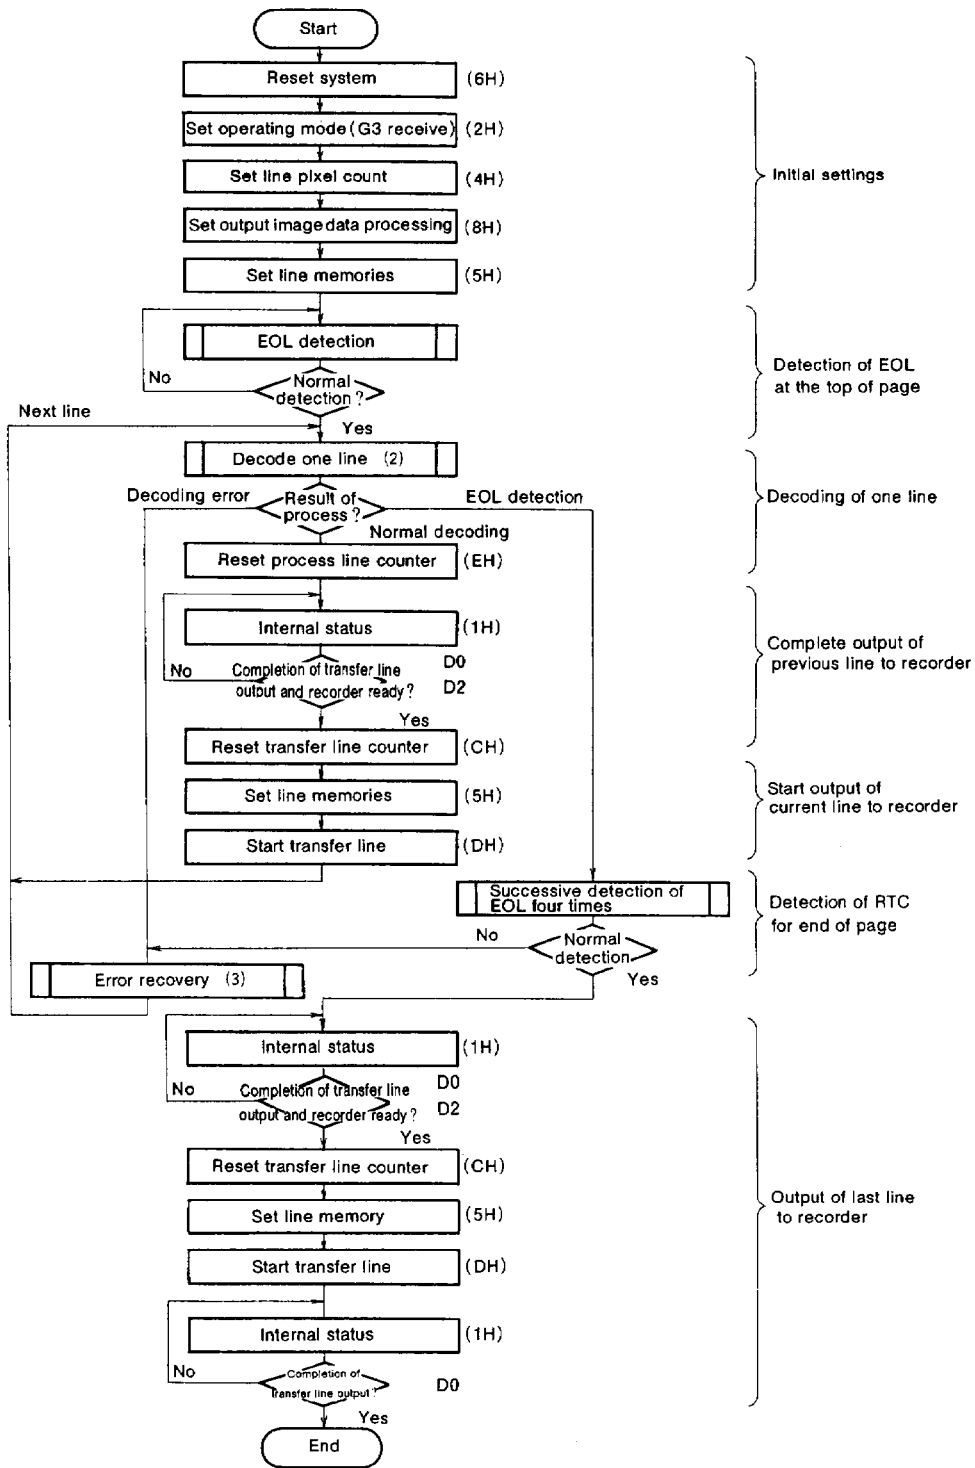 Start
Reset system (6H)
Set operating mode (G3 receive) (2H)
Set line pixel count (4H)
Initial settings
Set output image data processing (8H)
Set line memories (5H)
EOL detection
No
Normal
detection?
Detection of EOL
at the top of page
Next line
Yes
Decode one line (2)
Decoding error
Result of
process?
EOL detection
Decoding of one line
Normal decoding
Reset process line counter (EH)
Internal status (1H)
No
Completion of transfer line
output and recorder ready?
D0
D2
Complete output of
previous line to recorder
Yes
Reset transfer line counter (CH)
Set line memories (5H)
Start output of
current line to recorder
Start transfer line (DH)
Successive detection of
EOL four times
Detection of RTC
for end of page
No
Normal
detection
Yes
Error recovery (3)
Internal status (1H)
No
Completion of transfer line
output and recorder ready?
D0
D2
Yes
Reset transfer line counter (CH)
Set line memory (5H)
Output of last line
to recorder
Start transfer line (DH)
Internal status (1H)
No
Completion of
transfer line output?
D0
Yes
End